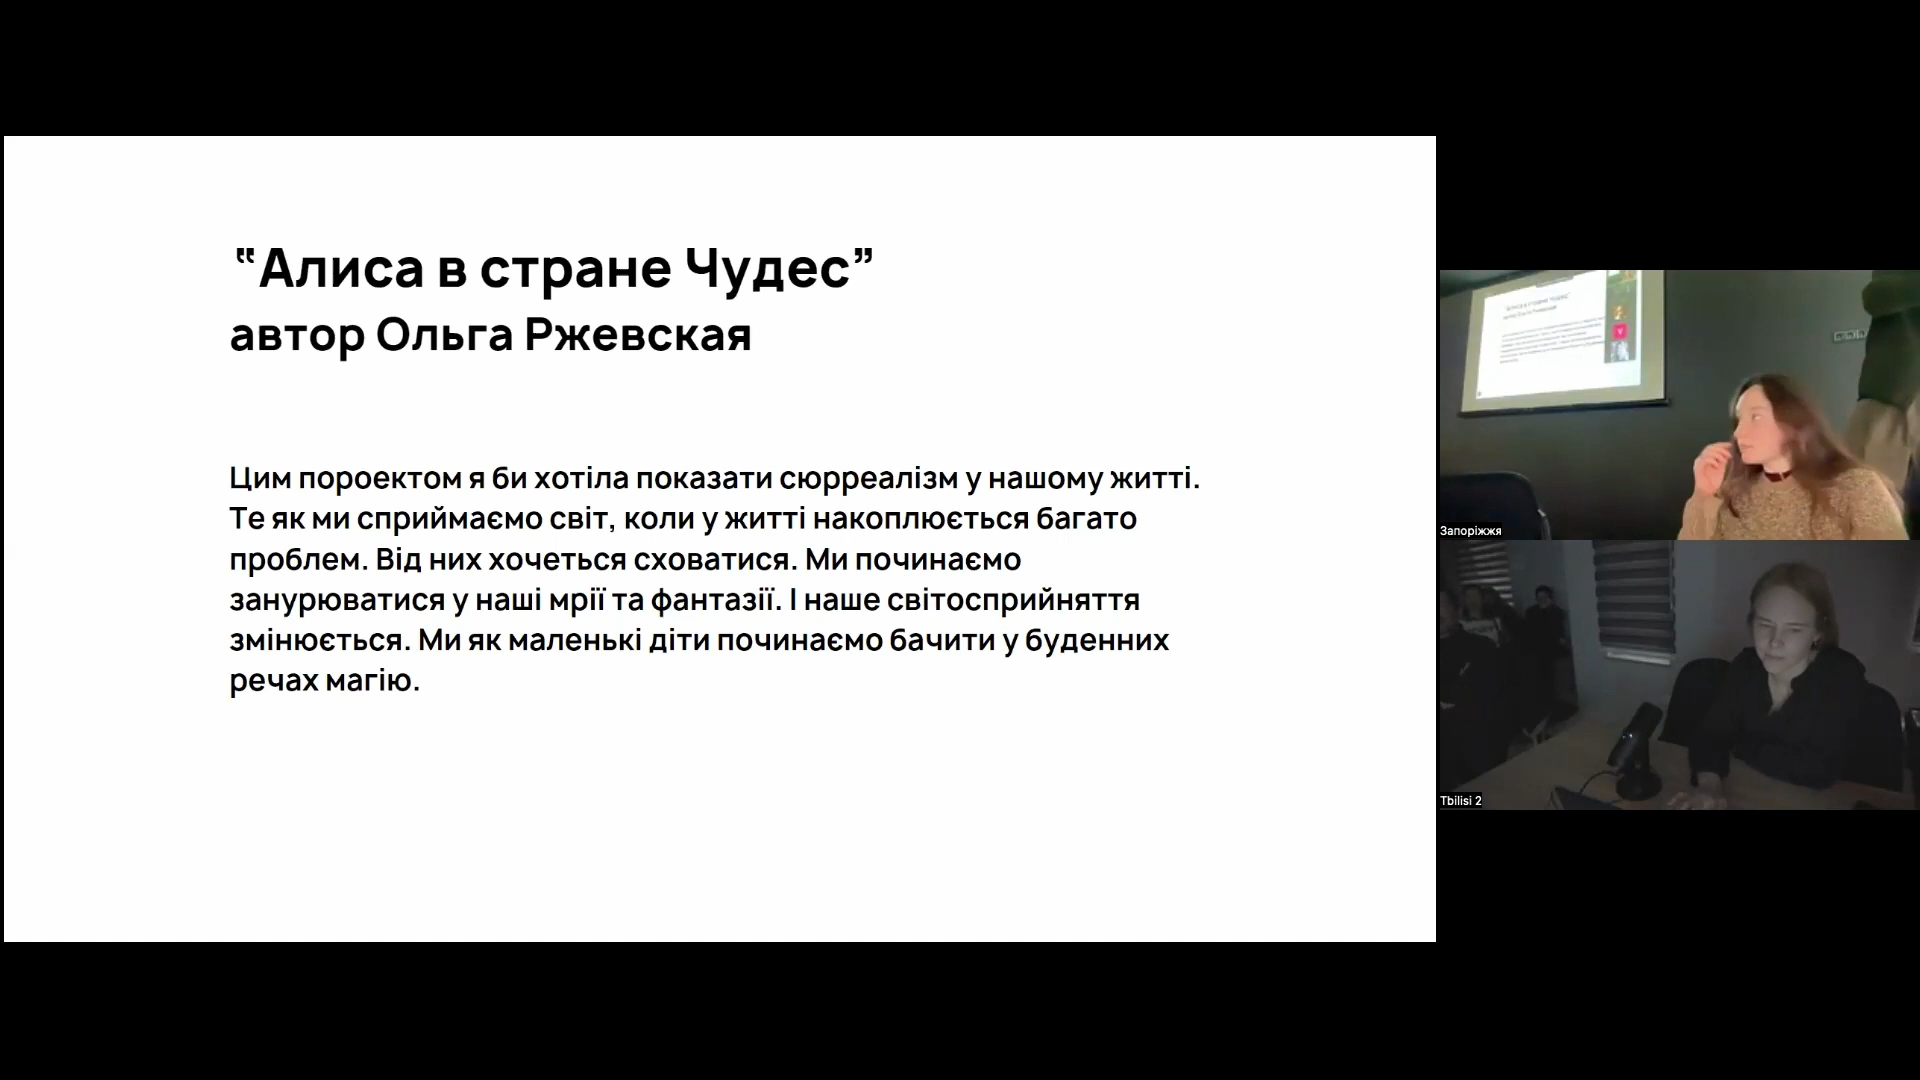 “Алиса в стране Чудес”
автор Ольга Ржевская
Цим пороектом я би хотіла показати сюрреалізм у нашому житті.
Те як ми сприймаємо світ, коли у житті накоплюється багато
проблем. Від них хочеться сховатися. Ми починаємо
занурюватися у наші мрії та фантазії. І наше світосприйняття
змінюється. Ми як маленькі діти починаємо бачити у буденних
речах магію.
Запоріжжя
Tbilisi 2